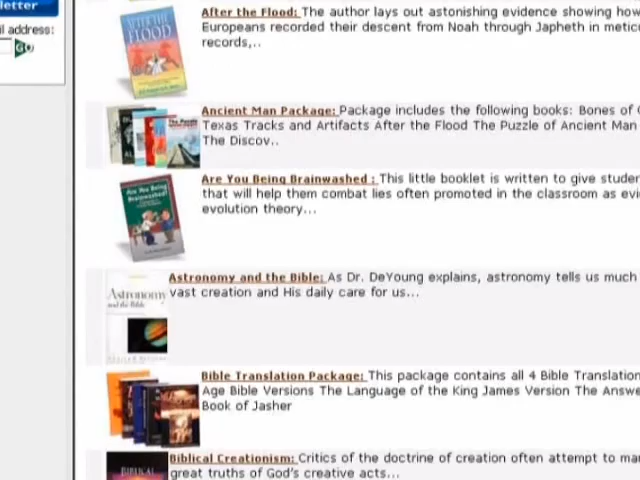 letter
ail address:
GO
After the Flood: The author lays out astonishing evidence showing how
Europeans recorded their descent from Noah through Japheth in metic
records,..
AFTER THE
FLOOD
Ancient Man Package: Package includes the following books: Bones of
Texas Tracks and Artifacts After the Flood The Puzzle of Ancient Man
The Discov..
Are You Being Brainwashed : This little booklet is written to give studen
that will help them combat lies often promoted in the classroom as evi
evolution theory...
Are You Being
Brainwashed?
Astronomy and the Bible: As Dr. DeYoung explains, astronomy tells us much
vast creation and His daily care for us...
Astronomy
and the Bible
Bible Translation Package: This package contains all 4 Bible Translation
Age Bible Versions The Language of the King James Version The Answe
Book of Jasher
Biblical Creationism: Critics of the doctrine of creation often attempt to mar
great truths of God's creative acts...
BIBLICAL